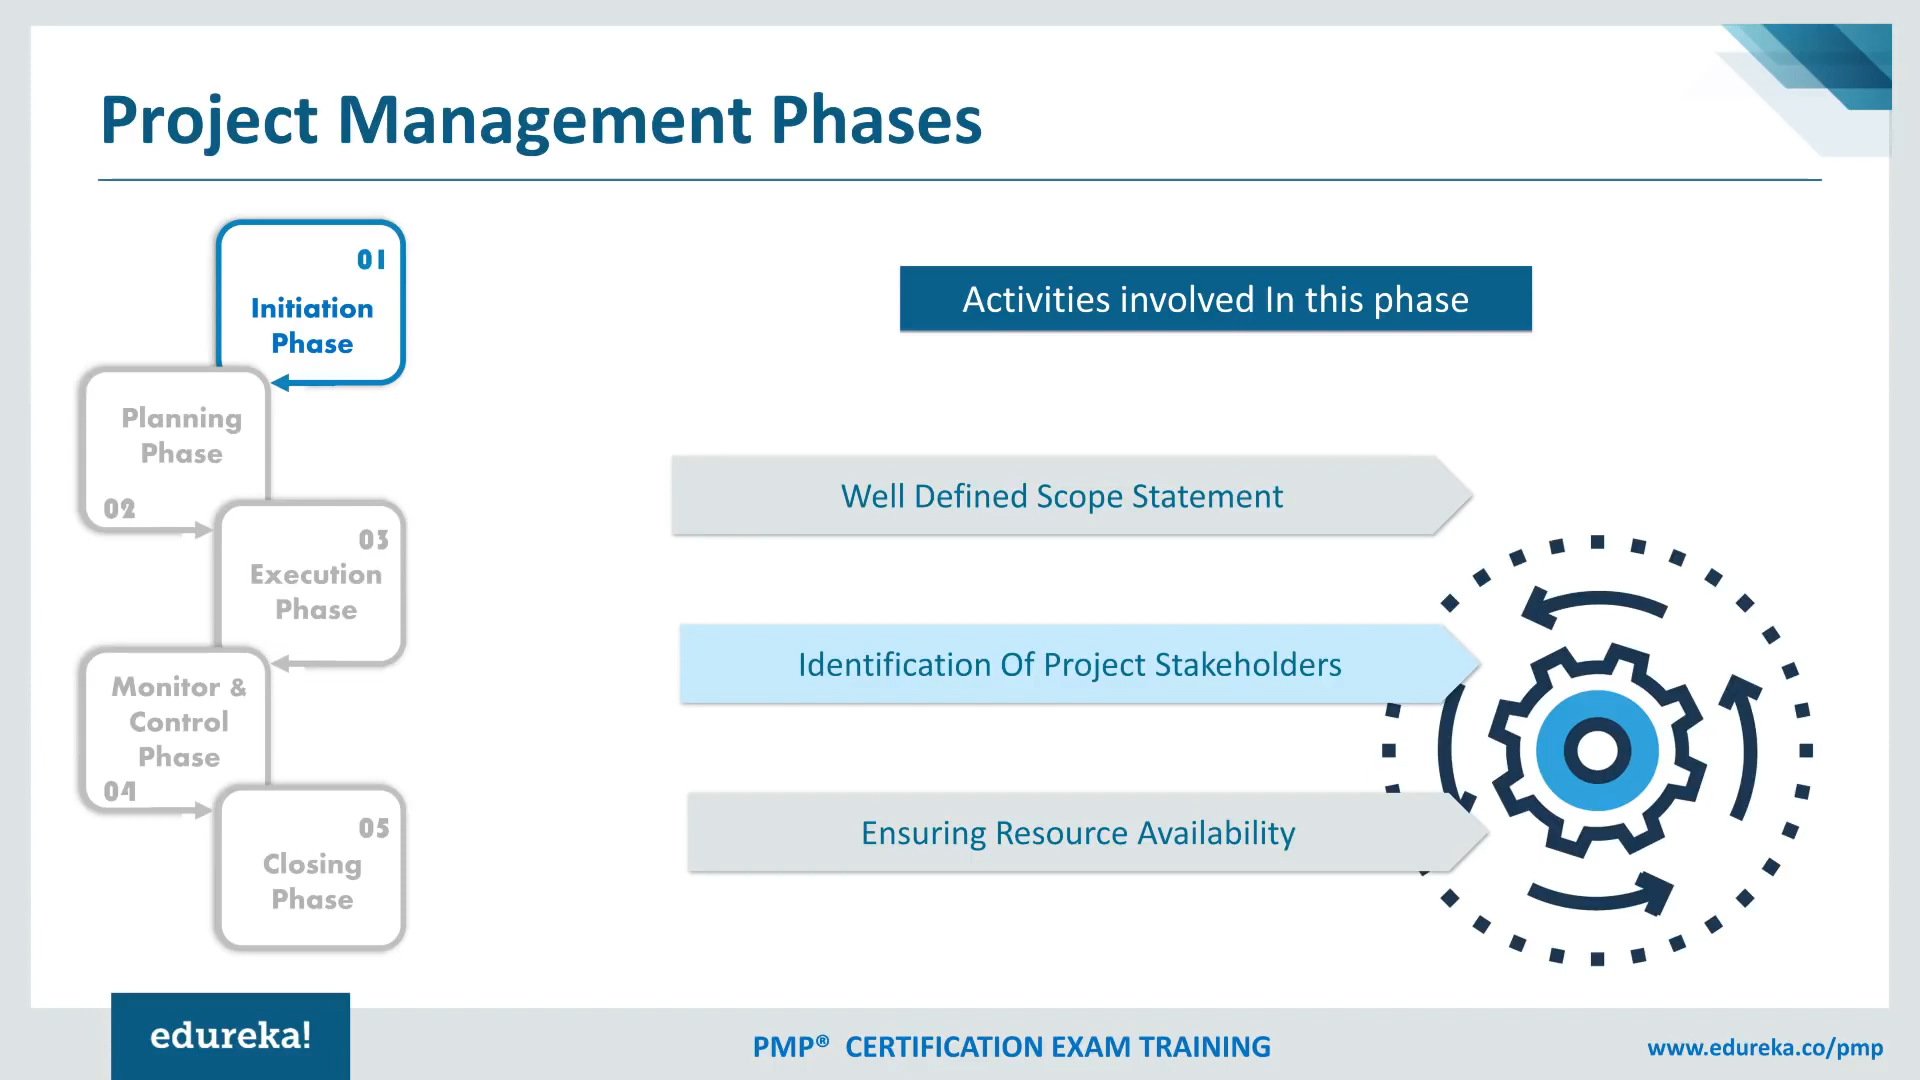 Project Management Phases
01
Initiation
Phase
Planning
Phase
02
03
Execution
Phase
Monitor &
Control
Phase
04
05
Closing
Phase
Activities involved In this phase
Well Defined Scope Statement
Identification Of Project Stakeholders
Ensuring Resource Availability
edureka!
PMP® CERTIFICATION EXAM TRAINING
www.edureka.co/pmp